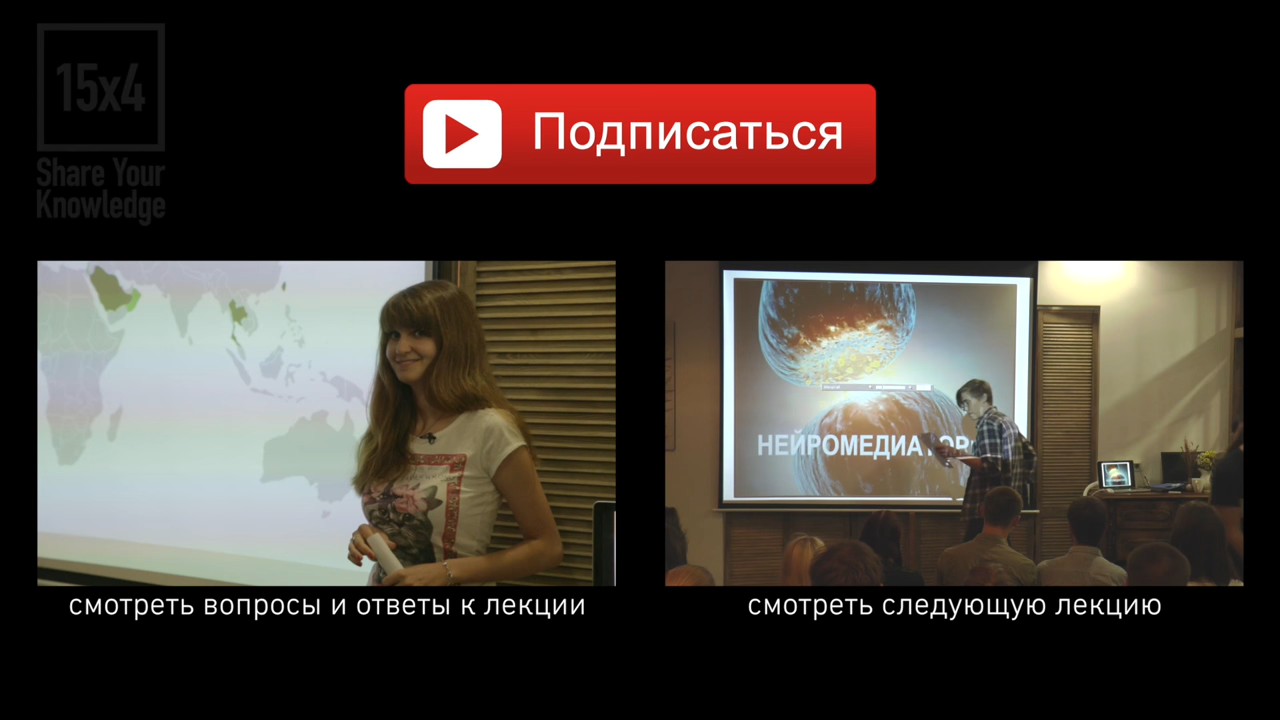 15x4
Share Your
Knowledge
Подписаться
смотреть вопросы и ответы к лекции
смотреть следующую лекцию